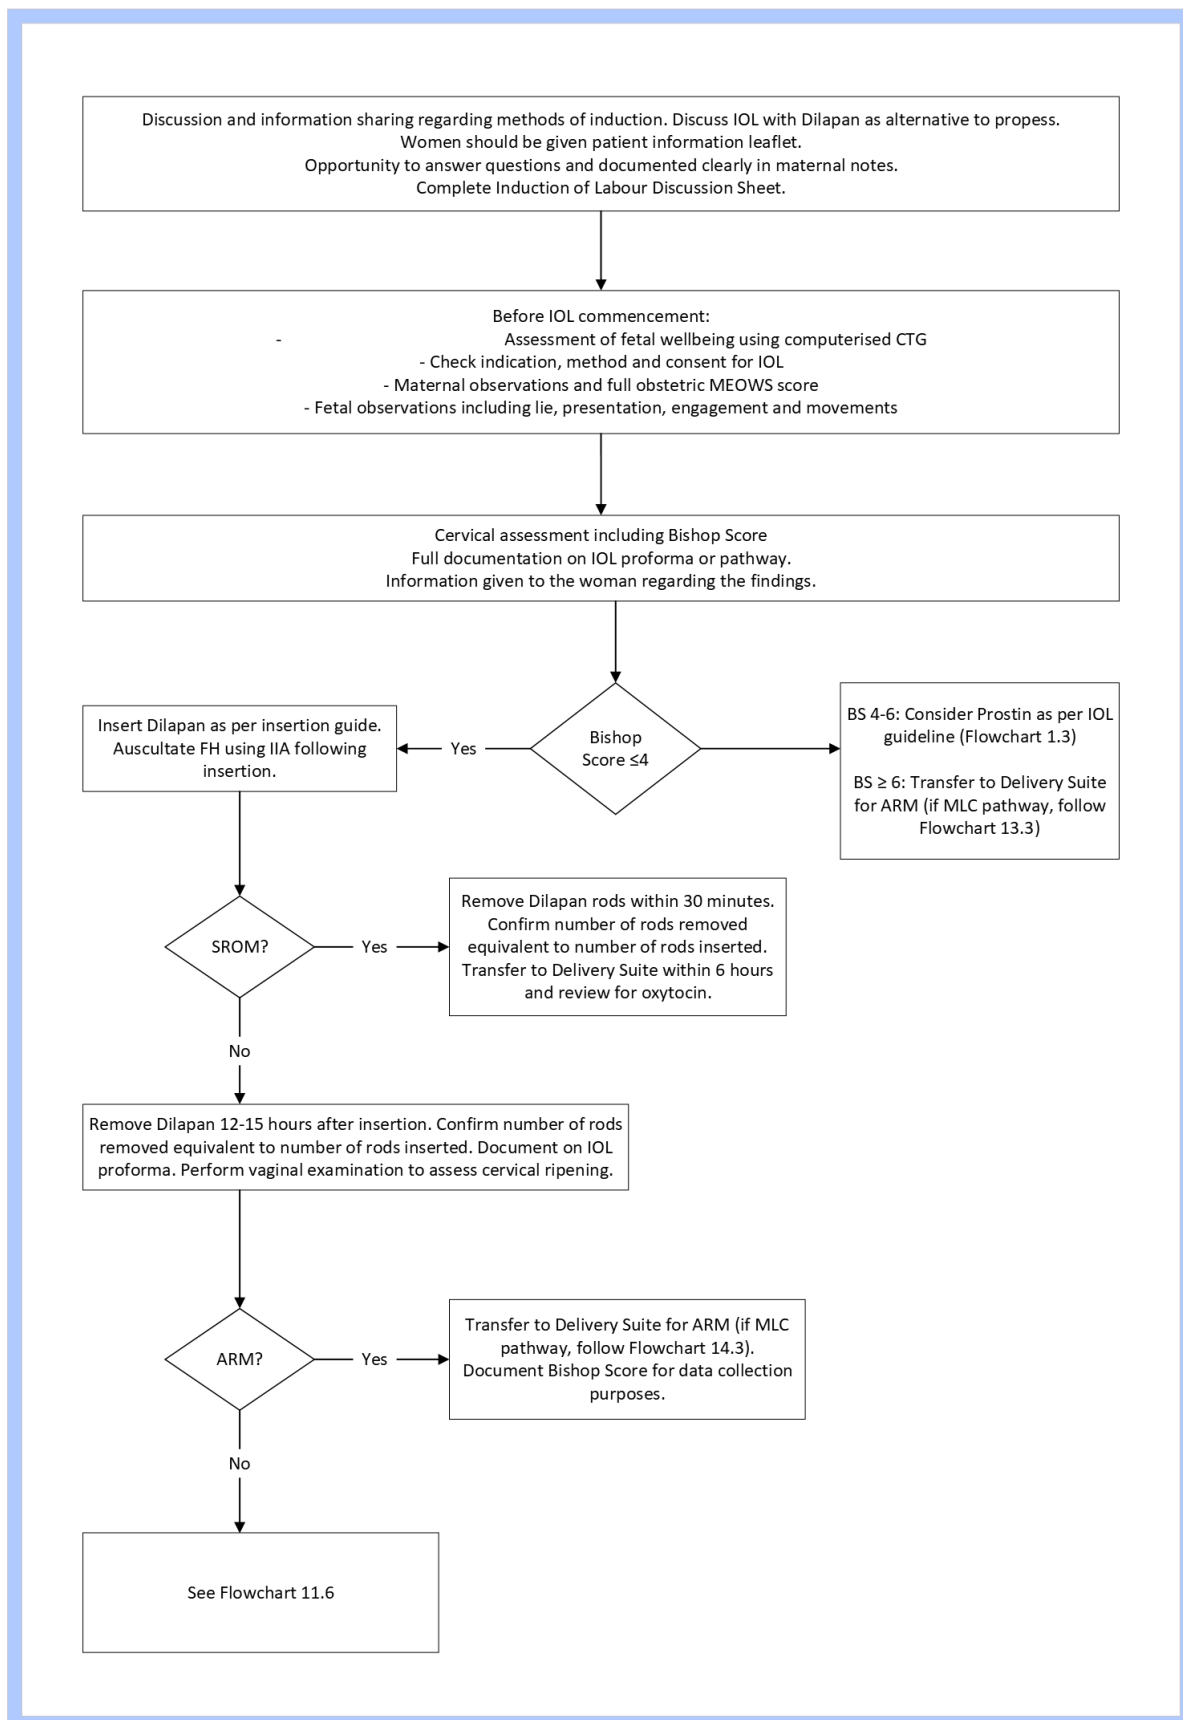 Discussion and information sharing regarding methods of induction. Discuss IOL with Dilapan as alternative to propess.
Women should be given patient information leaflet.
Opportunity to answer questions and documented clearly in maternal notes.
Complete Induction of Labour Discussion Sheet.
Before IOL commencement:
- Assessment of fetal wellbeing using computerised CTG
- Check indication, method and consent for IOL
- Maternal observations and full obstetric MEOWS score
- Fetal observations including lie, presentation, engagement and movements
Cervical assessment including Bishop Score
Full documentation on IOL proforma or pathway.
Information given to the woman regarding the findings.
Bishop
Score ≤4
Yes
Insert Dilapan as per insertion guide.
Auscultate FH using IIA following
insertion.
BS 4-6: Consider Prostin as per IOL
guideline (Flowchart 1.3)
BS ≥ 6: Transfer to Delivery Suite
for ARM (if MLC pathway, follow
Flowchart 13.3)
SROM?
Yes
Remove Dilapan rods within 30 minutes.
Confirm number of rods removed
equivalent to number of rods inserted.
Transfer to Delivery Suite within 6 hours
and review for oxytocin.
No
Remove Dilapan 12-15 hours after insertion. Confirm number of rods
removed equivalent to number of rods inserted. Document on IOL
proforma. Perform vaginal examination to assess cervical ripening.
ARM?
Yes
Transfer to Delivery Suite for ARM (if MLC
pathway, follow Flowchart 14.3).
Document Bishop Score for data collection
purposes.
No
See Flowchart 11.6